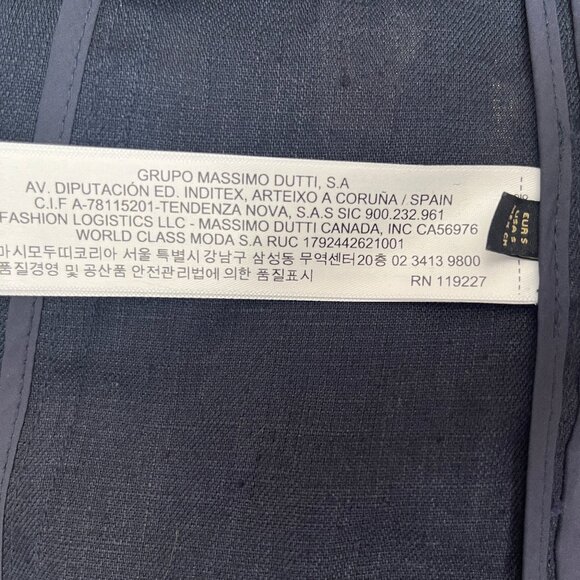 GRUPO MASSIMO DUTTI, S.A
AV. DIPUTACIÓN ED. INDITEX, ARTEIXO A CORUÑA / SPAIN
C.I.F A-78115201-TENDENZA NOVA, S.A.S SIC 900.232.961
FASHION LOGISTICS LLC - MASSIMO DUTTI CANADA, INC CA56976
WORLD CLASS MODA S.A RUC 1792442621001
마시모두띠코리아 서울 특별시 강남구 삼성동 무역센터20층 02 3413 9800
품질경영 및 공산품 안전관리법에 의한 품질표시
RN 119227
EUR S
USA S